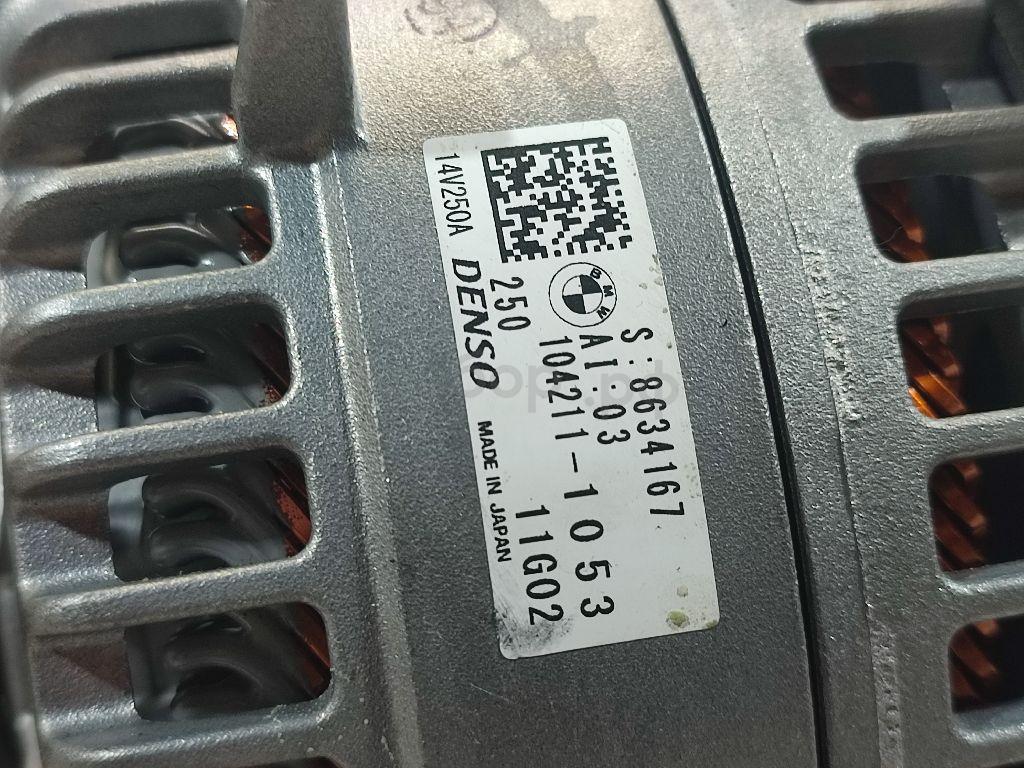 BMW
S:8634167
AI:03
104211-1053
250 11G02
14V250A DENSO MADE IN JAPAN